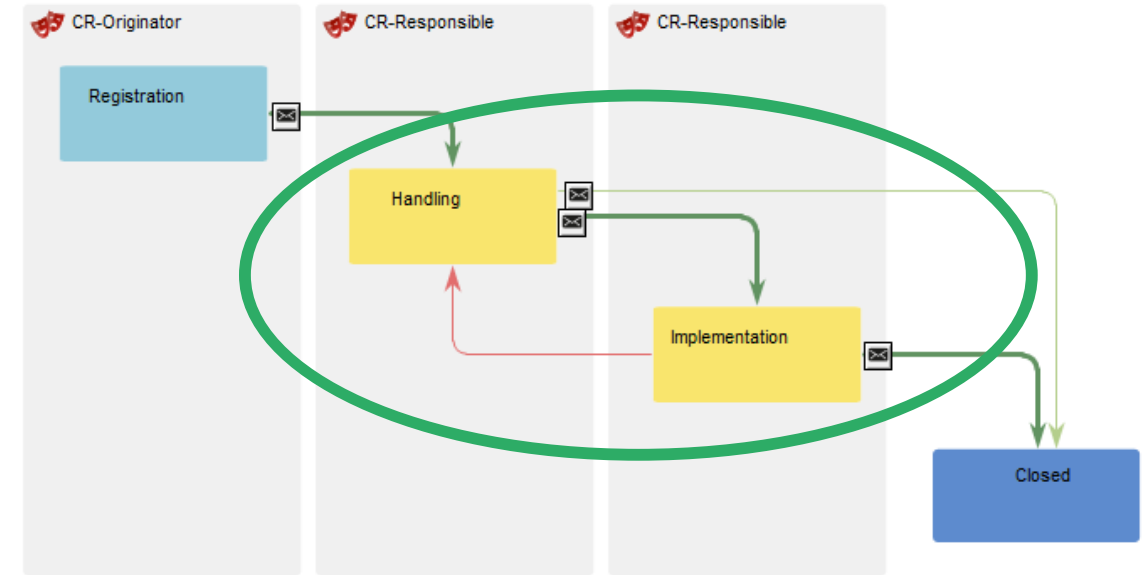 CR-Originator
CR-Responsible
CR-Responsible
Registration
Handling
Implementation
Closed